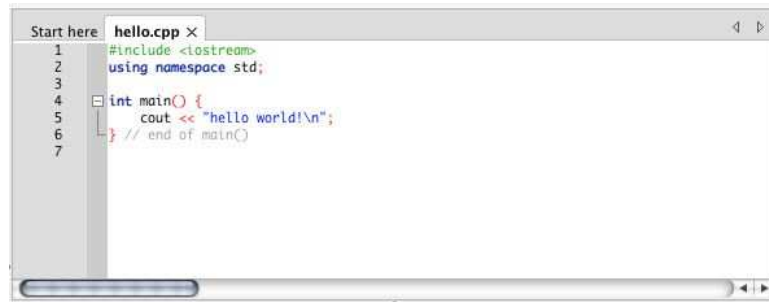 Start here hello.cpp ×
1 #include <iostream>
2 using namespace std;
3
4 int main() {
5 cout << "hello world!\n";
6 } // end of main()
7